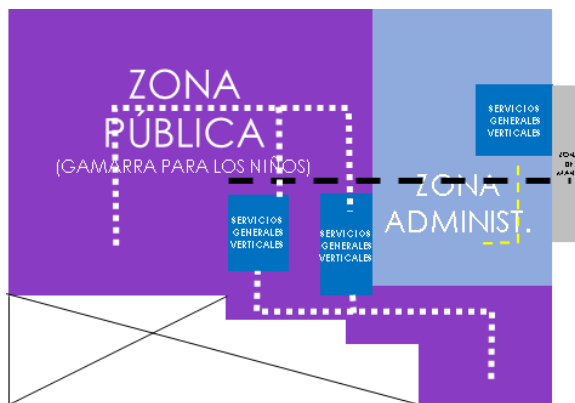 ZONA
PÚBLICA
(GAMARRA PARA LOS NIÑOS)
SERVICIOS
GENERALES
VERTICALES
SERVICIOS
GENERALES
VERTICALES
SERVICIOS
GENERALES
VERTICALES
ZONA
ADMINIST.